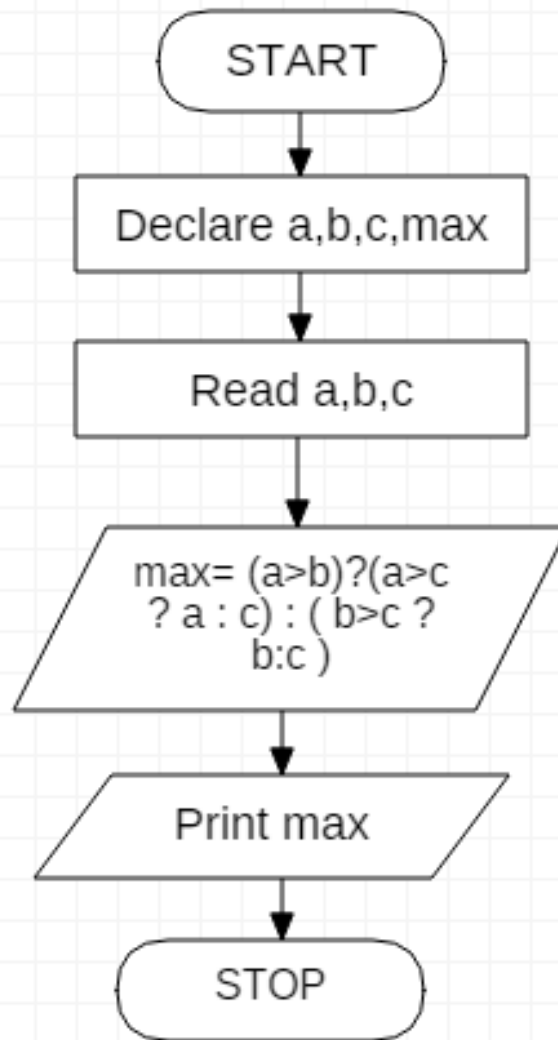 START
Declare a,b,c,max
Read a,b,c
max= (a>b)?(a>c
? a : c) : ( b>c ?
b:c )
Print max
STOP